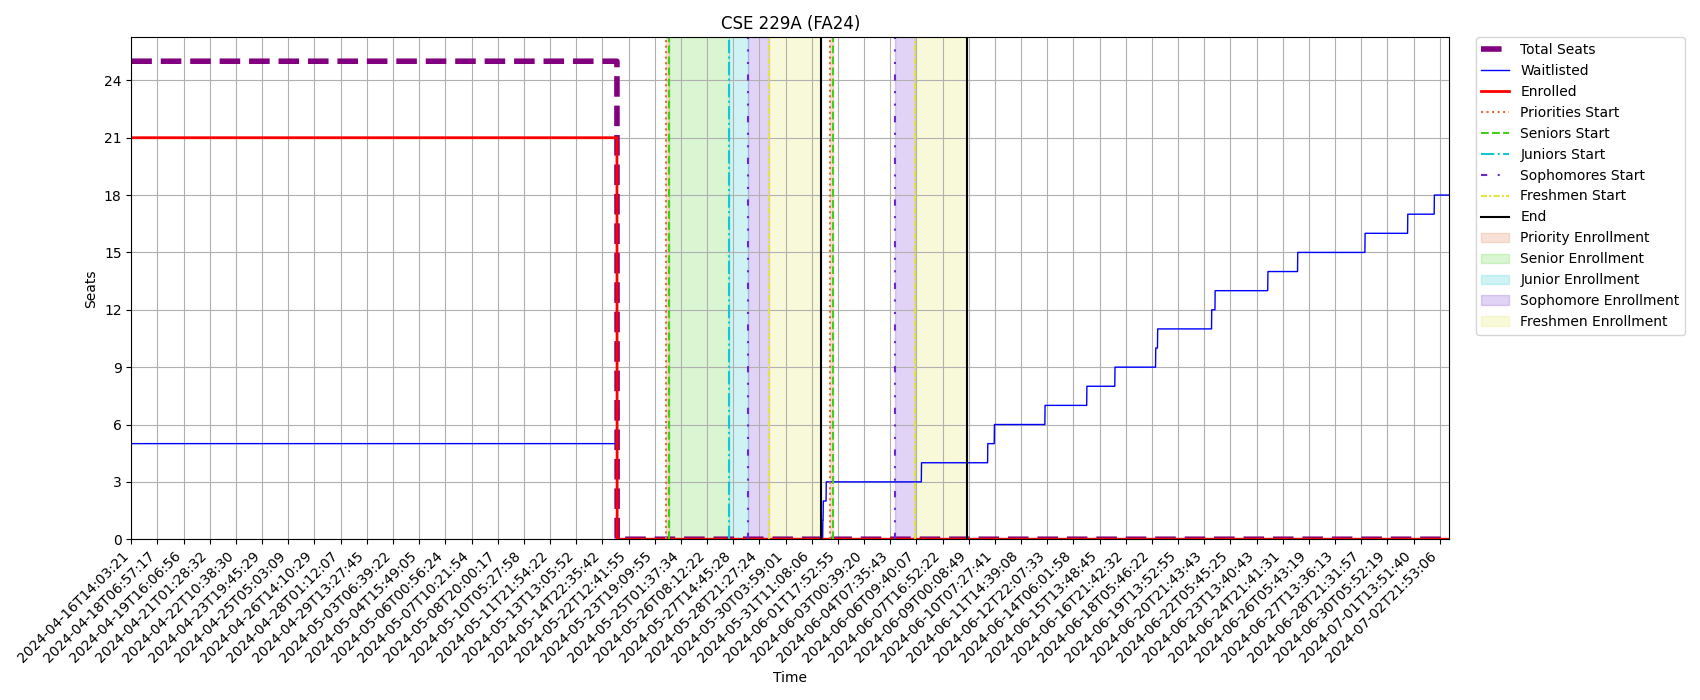 CSE 229A (FA24)
Total Seats
Waitlisted
Enrolled
Priorities Start
Seniors Start
Juniors Start
Sophomores Start
Freshmen Start
End
Priority Enrollment
Senior Enrollment
Junior Enrollment
Sophomore Enrollment
Freshmen Enrollment
Seats
24
21
18
15
12
9
6
3
0
2024-04-16T14:03:21
2024-04-18T06:57:17
2024-04-19T16:06:56
2024-04-21T01:28:32
2024-04-22T10:38:30
2024-04-23T19:45:29
2024-04-25T05:03:09
2024-04-26T14:10:29
2024-04-28T01:12:07
2024-04-29T13:27:45
2024-05-03T06:39:22
2024-05-04T15:49:05
2024-05-06T00:56:24
2024-05-07T10:21:54
2024-05-08T20:00:17
2024-05-10T05:27:58
2024-05-11T21:54:22
2024-05-13T13:05:52
2024-05-14T22:35:42
2024-05-22T12:41:55
2024-05-23T19:09:55
2024-05-25T01:37:34
2024-05-26T08:12:22
2024-05-27T14:45:28
2024-05-28T21:27:24
2024-05-30T03:59:01
2024-05-31T11:08:06
2024-06-01T17:52:55
2024-06-03T00:39:20
2024-06-04T07:35:43
2024-06-06T09:40:07
2024-06-07T16:52:22
2024-06-09T00:08:49
2024-06-10T07:27:41
2024-06-11T14:39:08
2024-06-12T22:07:33
2024-06-14T06:01:58
2024-06-15T13:48:45
2024-06-16T21:42:32
2024-06-18T05:46:22
2024-06-19T13:52:55
2024-06-20T21:43:43
2024-06-22T05:45:25
2024-06-23T13:40:43
2024-06-24T21:41:31
2024-06-26T05:43:19
2024-06-27T13:36:13
2024-06-28T21:31:57
2024-06-30T05:52:19
2024-07-01T13:51:40
2024-07-02T21:53:06
Time